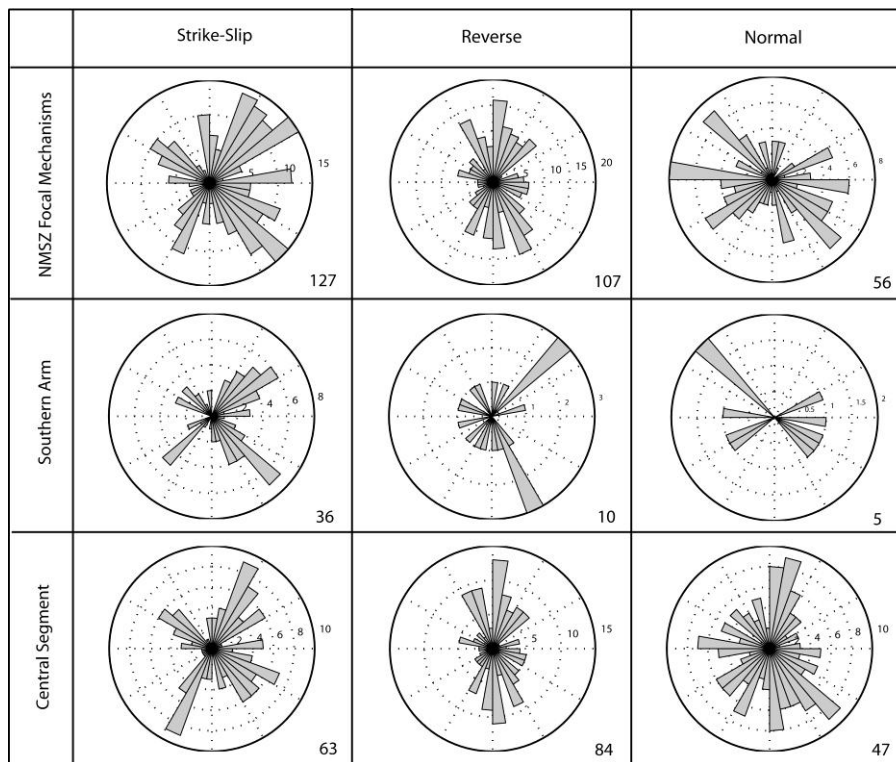 Strike-Slip
Reverse
Normal
NMSZ Focal Mechanisms
5 10 15
127
5 10 15 20
107
4 6 8
56
Southern Arm
4 6 8
36
1 2 3
10
0.5 1 1.5 2
5
Central Segment
2 4 6 8 10
63
5 10 15
84
4 6 8 10
47